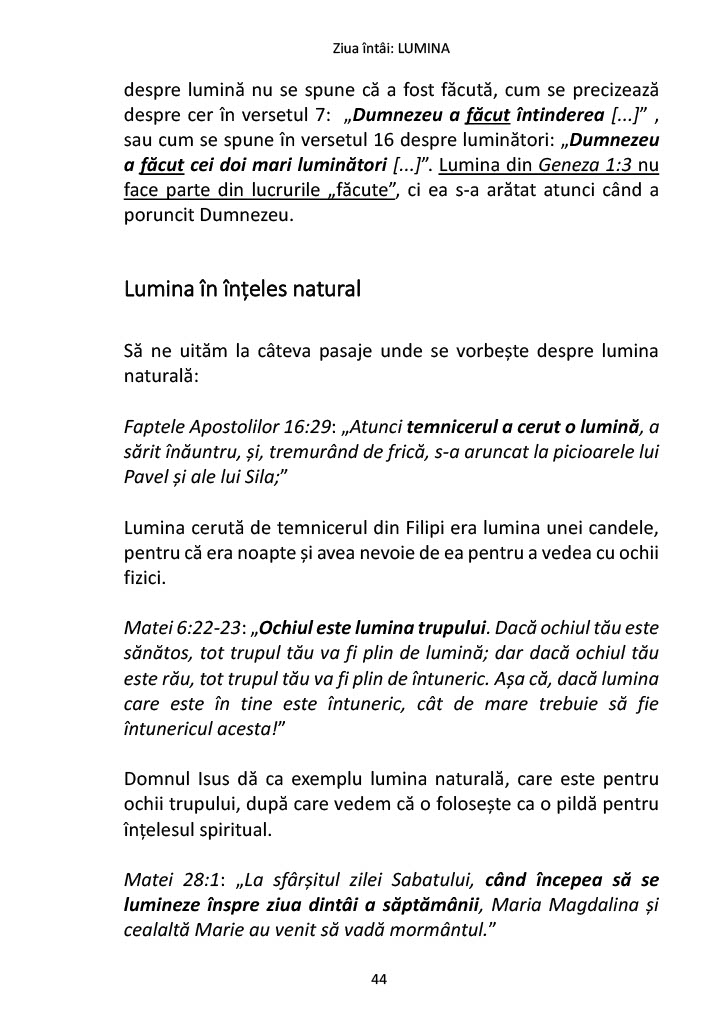 Ziua întâi: LUMINA
despre lumină nu se spune că a fost făcută, cum se precizează
despre cer în versetul 7: „Dumnezeu a făcut întinderea [...]” ,
sau cum se spune în versetul 16 despre luminători: „Dumnezeu
a făcut cei doi mari luminători [...]”. Lumina din Geneza 1:3 nu
face parte din lucrurile „făcute”, ci ea s-a arătat atunci când a
poruncit Dumnezeu.
Lumina în înțeles natural
Să ne uităm la câteva pasaje unde se vorbește despre lumina
naturală:
Faptele Apostolilor 16:29: „Atunci temnicerul a cerut o lumină, a
sărit înăuntru, și, tremurând de frică, s-a aruncat la picioarele lui
Pavel și ale lui Sila;”
Lumina cerută de temnicerul din Filipi era lumina unei candele,
pentru că era noapte și avea nevoie de ea pentru a vedea cu ochii
fizici.
Matei 6:22-23: „Ochiul este lumina trupului. Dacă ochiul tău este
sănătos, tot trupul tău va fi plin de lumină; dar dacă ochiul tău
este rău, tot trupul tău va fi plin de întuneric. Așa că, dacă lumina
care este în tine este întuneric, cât de mare trebuie să fie
întunericul acesta!”
Domnul Isus dă ca exemplu lumina naturală, care este pentru
ochii trupului, după care vedem că o folosește ca o pildă pentru
înțelesul spiritual.
Matei 28:1: „La sfârșitul zilei Sabatului, când începea să se
lumineze înspre ziua dintâi a săptămânii, Maria Magdalina și
cealaltă Marie au venit să vadă mormântul.”
44